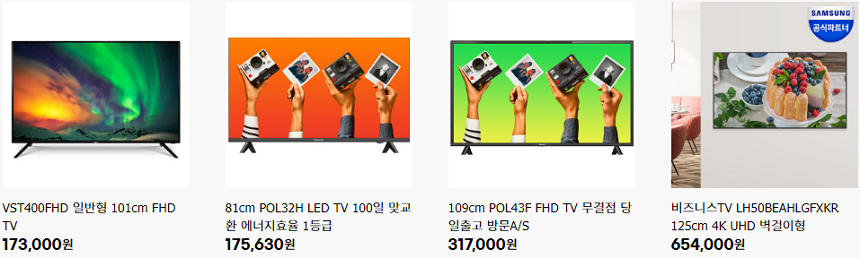 SAMSUNG
공식파트너
VST400FHD 일반형 101cm FHD
TV
173,000원
81cm POL32H LED TV 100일 맞교
환 에너지효율 1등급
175,630원
109cm POL43F FHD TV 무결점 당
일출고 방문A/S
317,000원
비즈니스TV LH50BEAHLGFXKR
125cm 4K UHD 벽걸이형
654,000원